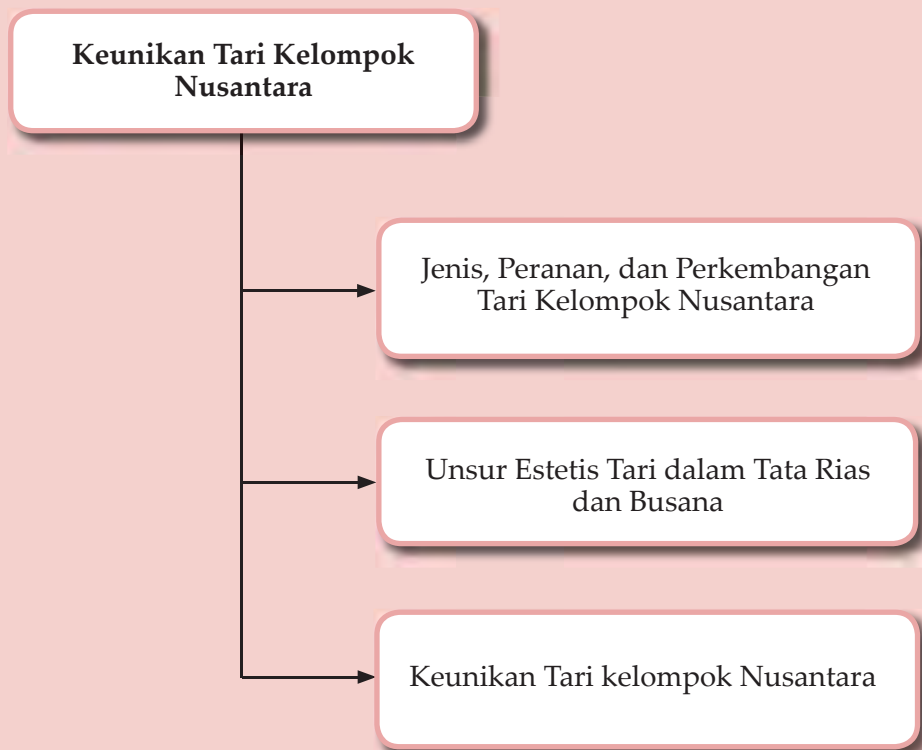 Keunikan Tari Kelompok
Nusantara
Jenis, Peranan, dan Perkembangan
Tari Kelompok Nusantara
Unsur Estetis Tari dalam Tata Rias
dan Busana
Keunikan Tari kelompok Nusantara